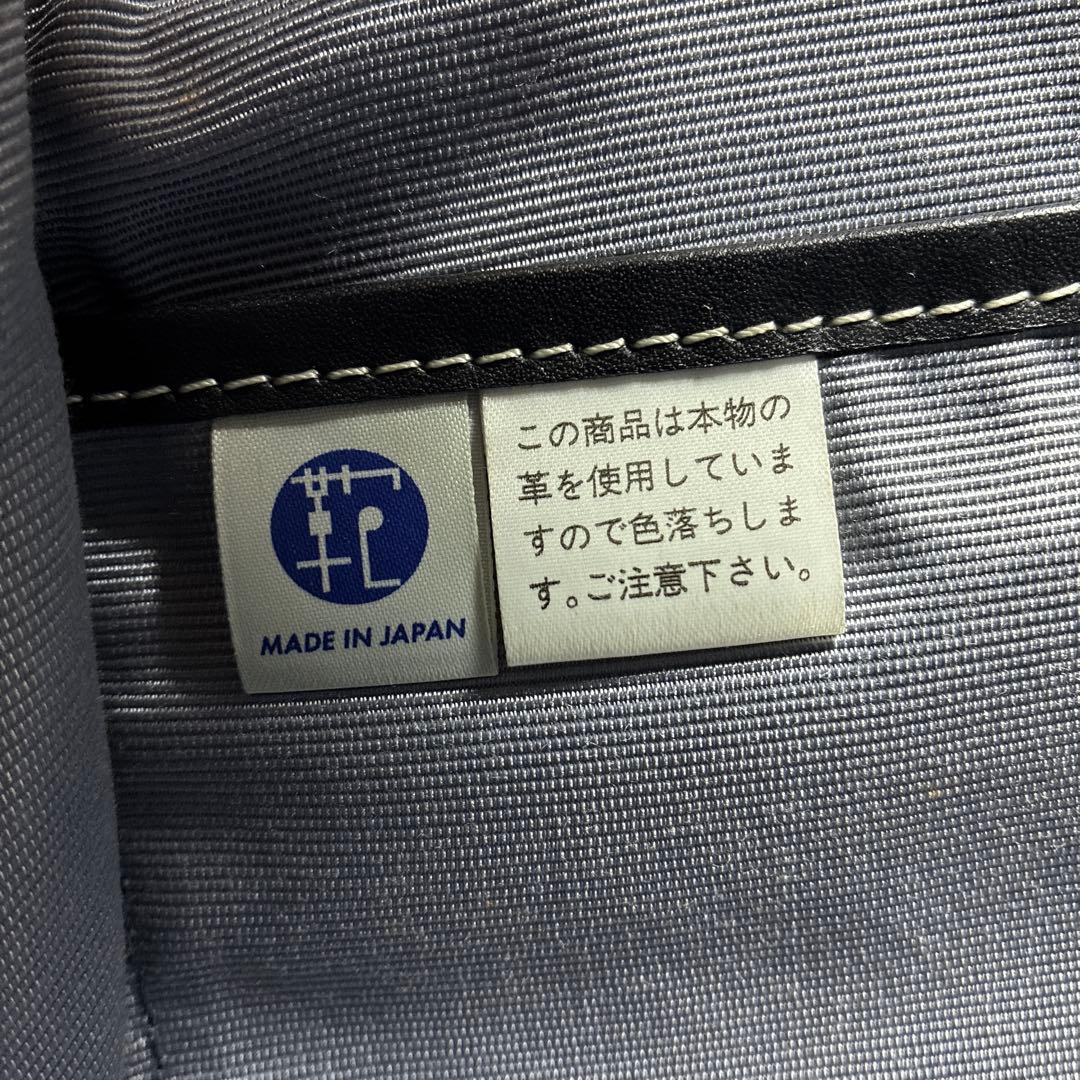 鞄
MADE IN JAPAN
この商品は本物の
革を使用していま
すので色落ちしま
す。ご注意下さい。